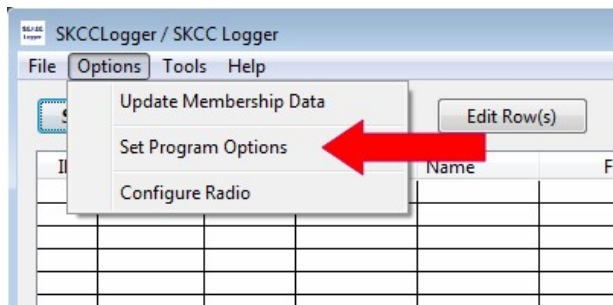 SKCCLogger / SKCC Logger
File Options Tools Help
Update Membership Data
Edit Row(s)
Set Program Options
Name
Configure Radio